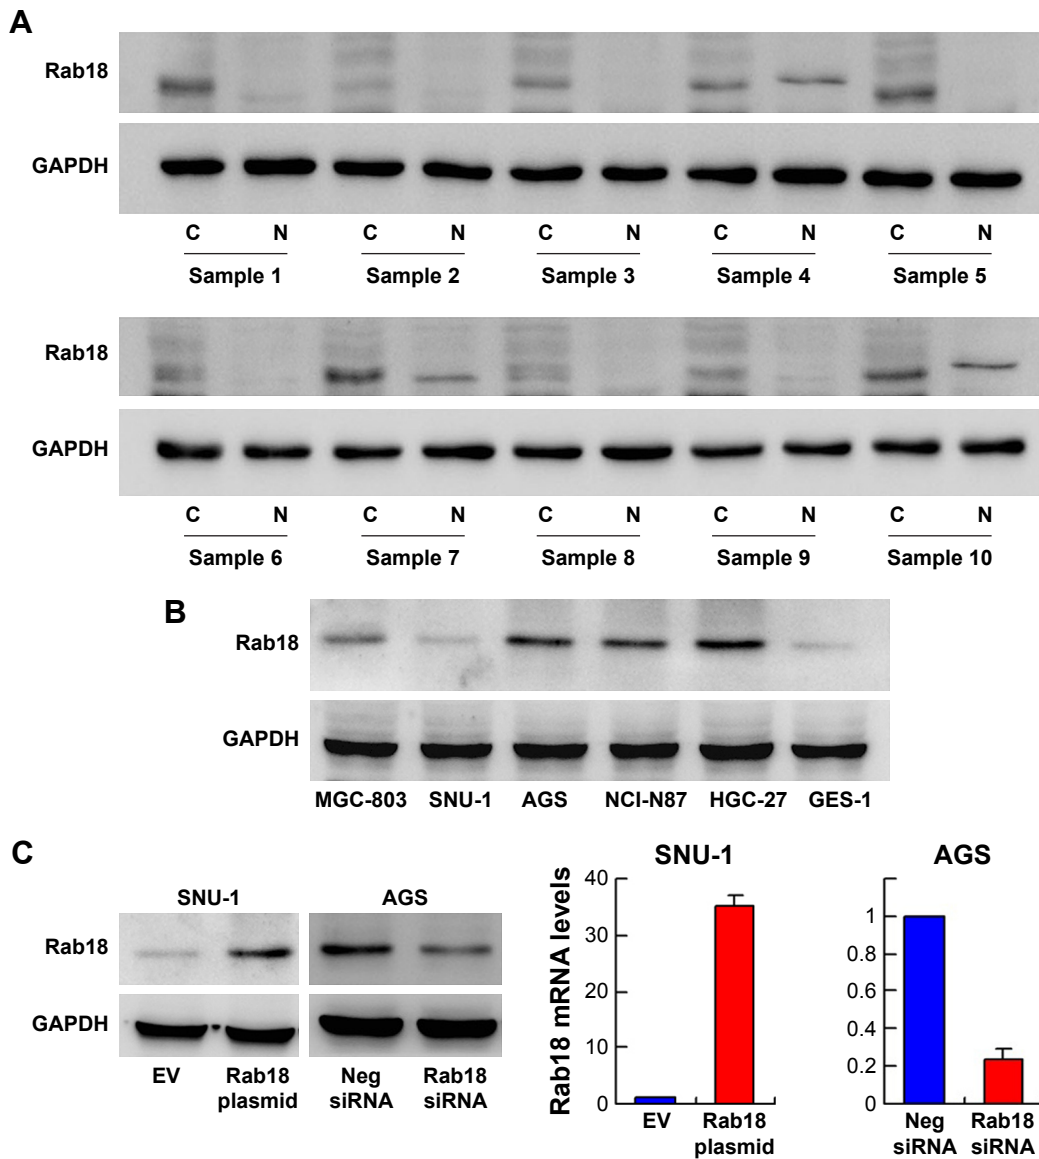 A
Rab18
GAPDH
C N C N C N C N C N
Sample 1 Sample 2 Sample 3 Sample 4 Sample 5
Rab18
GAPDH
C N C N C N C N C N
Sample 6 Sample 7 Sample 8 Sample 9 Sample 10
B
Rab18
GAPDH
MGC-803 SNU-1 AGS NCI-N87 HGC-27 GES-1
C
SNU-1 AGS
Rab18
GAPDH
EV Rab18 plasmid Neg siRNA Rab18 siRNA
SNU-1
Rab18 mRNA levels
40
30
20
10
0
EV Rab18
plasmid
AGS
1
0.8
0.6
0.4
0.2
0
Neg Rab18
siRNA siRNA